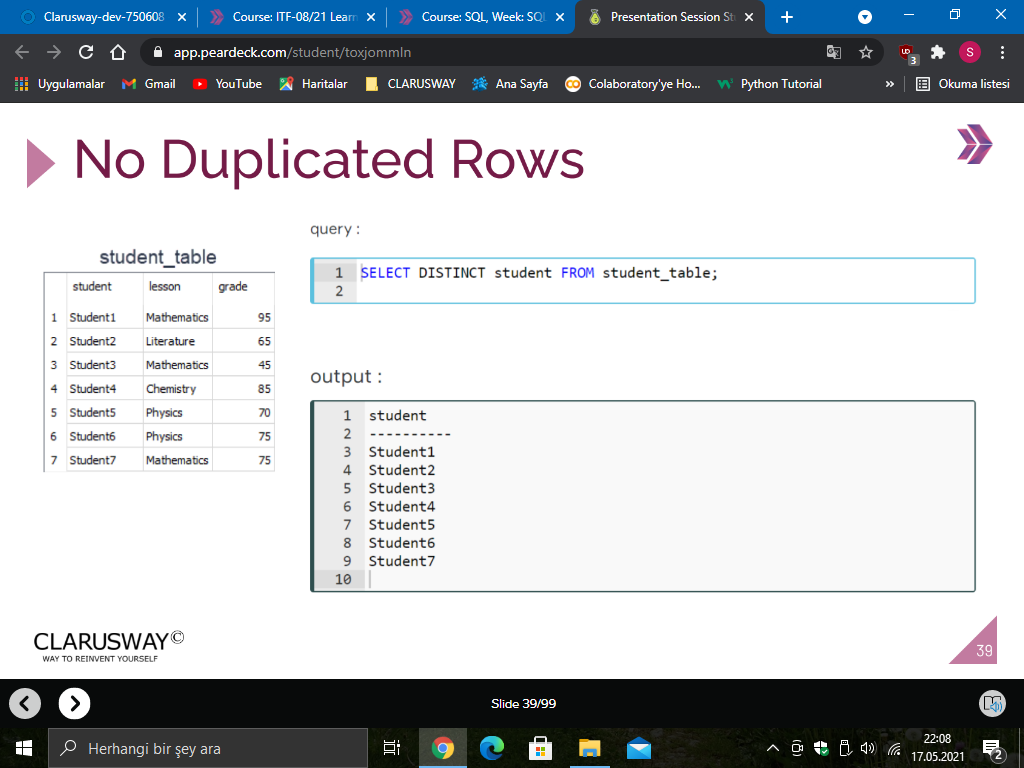 Clarusway-dev-750608
Course: ITF-08/21 Learn
Course: SQL, Week: SQL
Presentation Session St
app.peardeck.com/student/toxjommln
S
UD
3
Uygulamalar
Gmail
YouTube
Haritalar
CLARUSWAY
Ana Sayfa
Colaboratory'ye Ho...
Python Tutorial
»
Okuma listesi
No Duplicated Rows
student_table
student lesson grade
1 Student1 Mathematics 95
2 Student2 Literature 65
3 Student3 Mathematics 45
4 Student4 Chemistry 85
5 Student5 Physics 70
6 Student6 Physics 75
7 Student7 Mathematics 75
query :
1 SELECT DISTINCT student FROM student_table;
2
output :
1 student
2 ----------
3 Student1
4 Student2
5 Student3
6 Student4
7 Student5
8 Student6
9 Student7
10
CLARUSWAY©
WAY TO REINVENT YOURSELF
39
Slide 39/99
Herhangi bir şey ara
22:08
17.05.2021
2